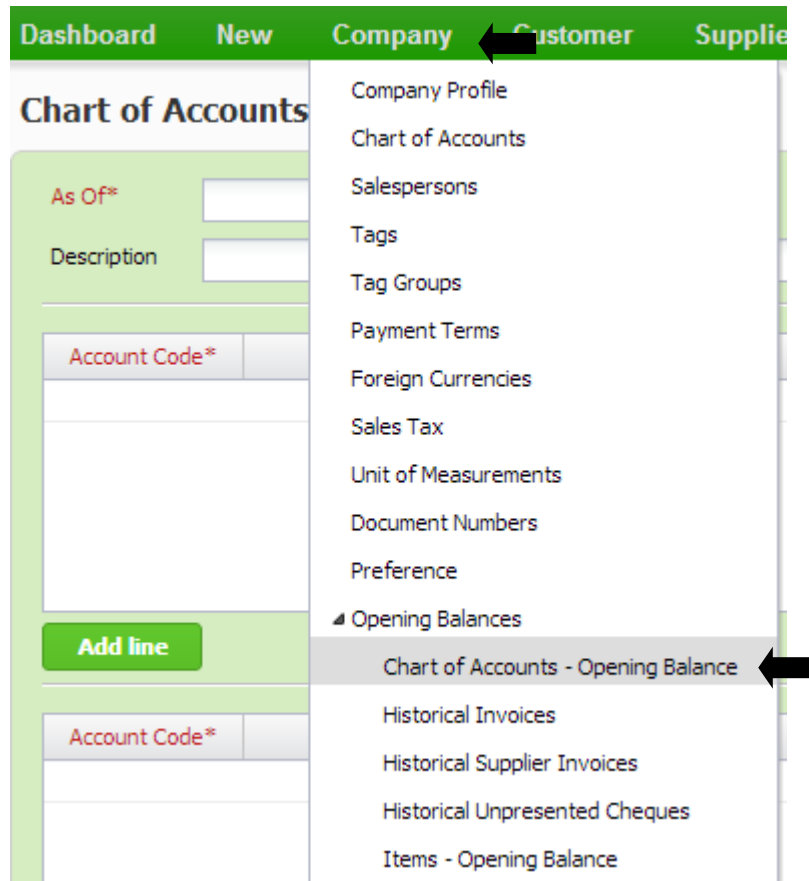 Dashboard New Company Customer Supplie
Chart of Accounts
As Of*
Description
Account Code*
Add line
Account Code*
Company Profile
Chart of Accounts
Salespersons
Tags
Tag Groups
Payment Terms
Foreign Currencies
Sales Tax
Unit of Measurements
Document Numbers
Preference
Opening Balances
Chart of Accounts - Opening Balance
Historical Invoices
Historical Supplier Invoices
Historical Unpresented Cheques
Items - Opening Balance